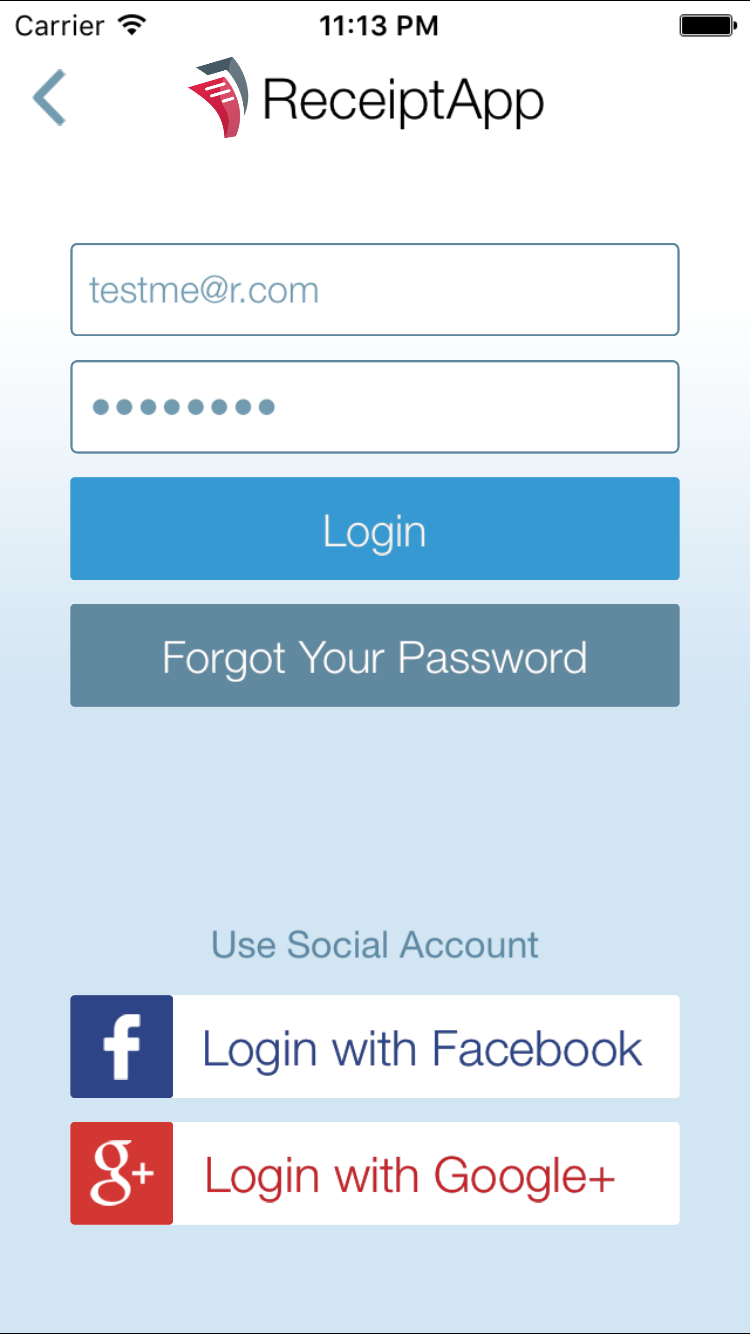 Carrier 11:13 PM
ReceiptApp
testme@r.com
••••••••
Login
Forgot Your Password
Use Social Account
f Login with Facebook
g+ Login with Google+